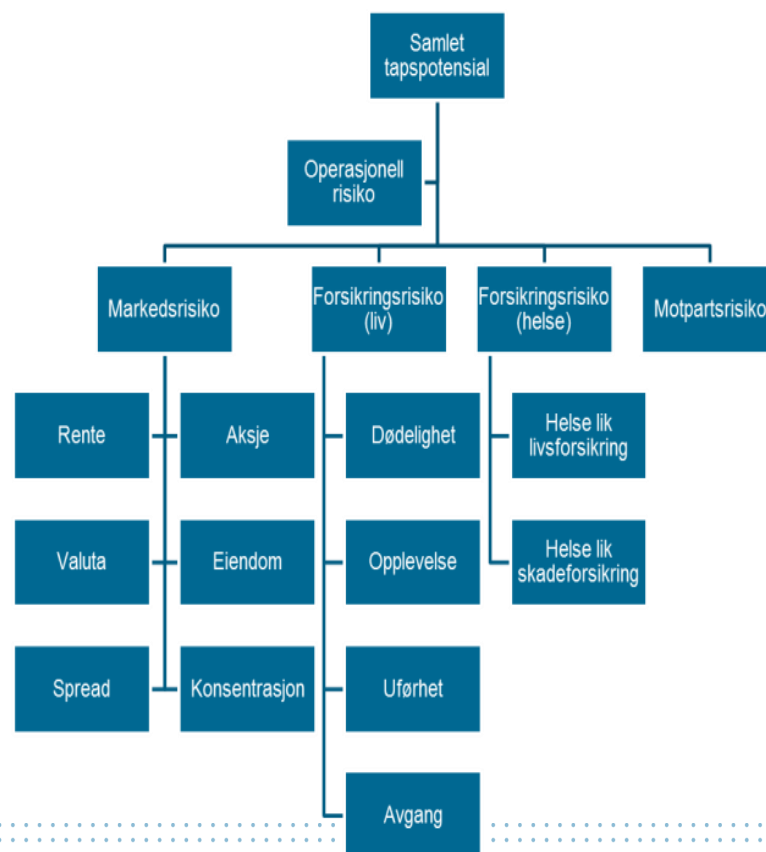 Samlet
tapspotensial
Operasjonell
risiko
Markedsrisiko
Forsikringsrisiko
(liv)
Forsikringsrisiko
(helse)
Motpartsrisiko
Rente
Aksje
Dødelighet
Helse lik
livsforsikring
Valuta
Eiendom
Opplevelse
Helse lik
skadeforsikring
Spread
Konsentrasjon
Uførhet
Avgang